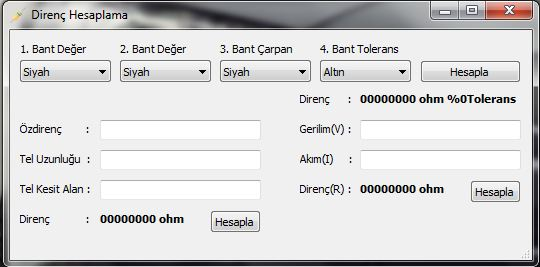 Direnç Hesaplama
1. Bant Değer 2. Bant Değer 3. Bant Çarpan 4. Bant Tolerans
Siyah Siyah Siyah Altın Hesapla
Direnç : 00000000 ohm %0Tolerans
Özdirenç : Gerilim(V) :
Tel Uzunluğu : Akım(I) :
Tel Kesit Alan : Direnç(R) : 00000000 ohm Hesapla
Direnç : 00000000 ohm Hesapla